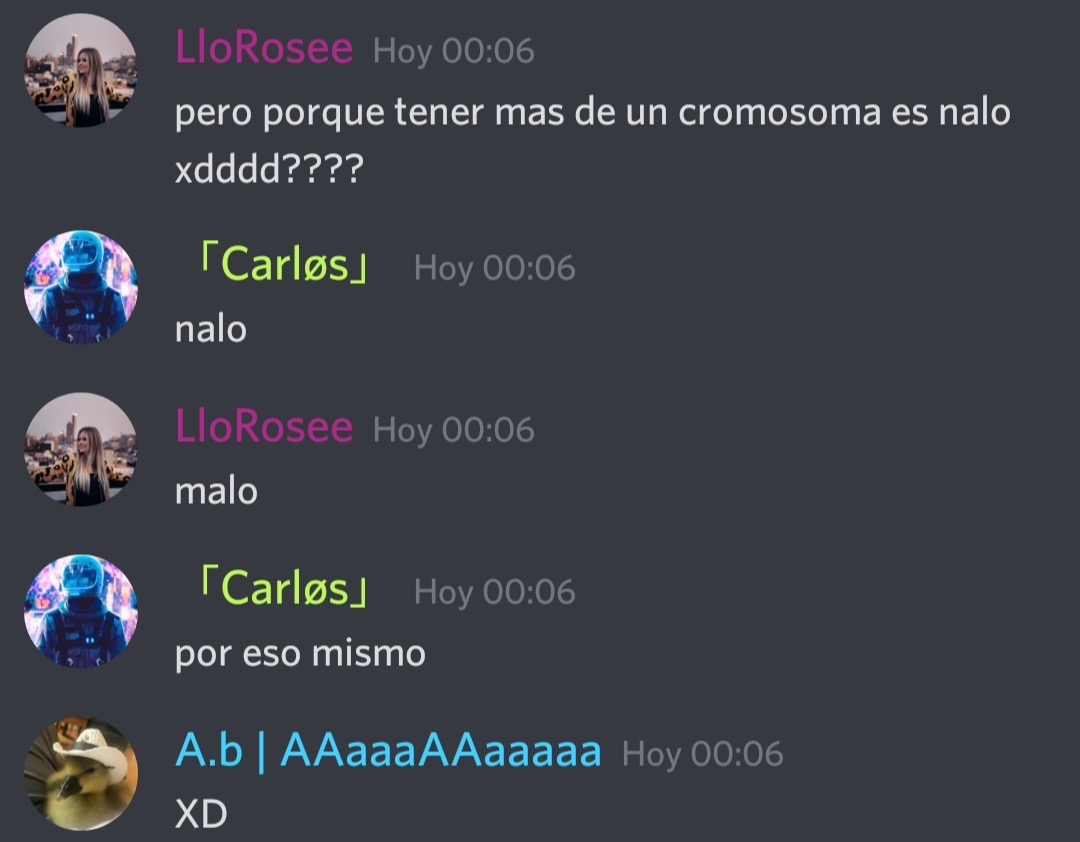 LloRosee Hoy 00:06
pero porque tener mas de un cromosoma es nalo
xdddd????
「Carløs」 Hoy 00:06
nalo
LloRosee Hoy 00:06
malo
「Carløs」 Hoy 00:06
por eso mismo
A.b | AAaaaAAaaaaa Hoy 00:06
XD